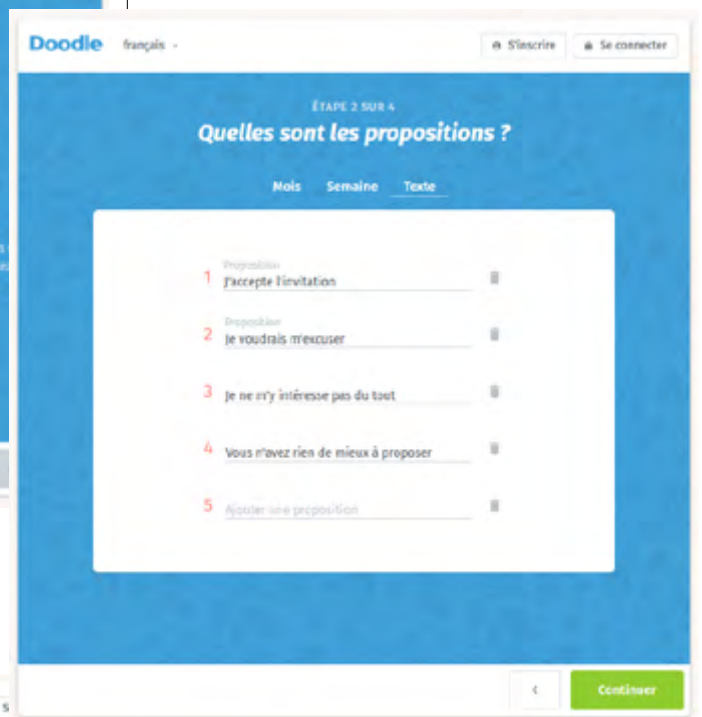 Doodle français
S'inscrire Se connecter
ÉTAPE 2 SUR 4
Quelles sont les propositions ?
Mois Semaine Texte
Proposition
1 J'accepte l'invitation
Proposition
2 Je voudrais m'excuser
3 Je ne m'y intéresse pas du tout
4 Vous n'avez rien de mieux à proposer
5 Ajouter une proposition
Continuer